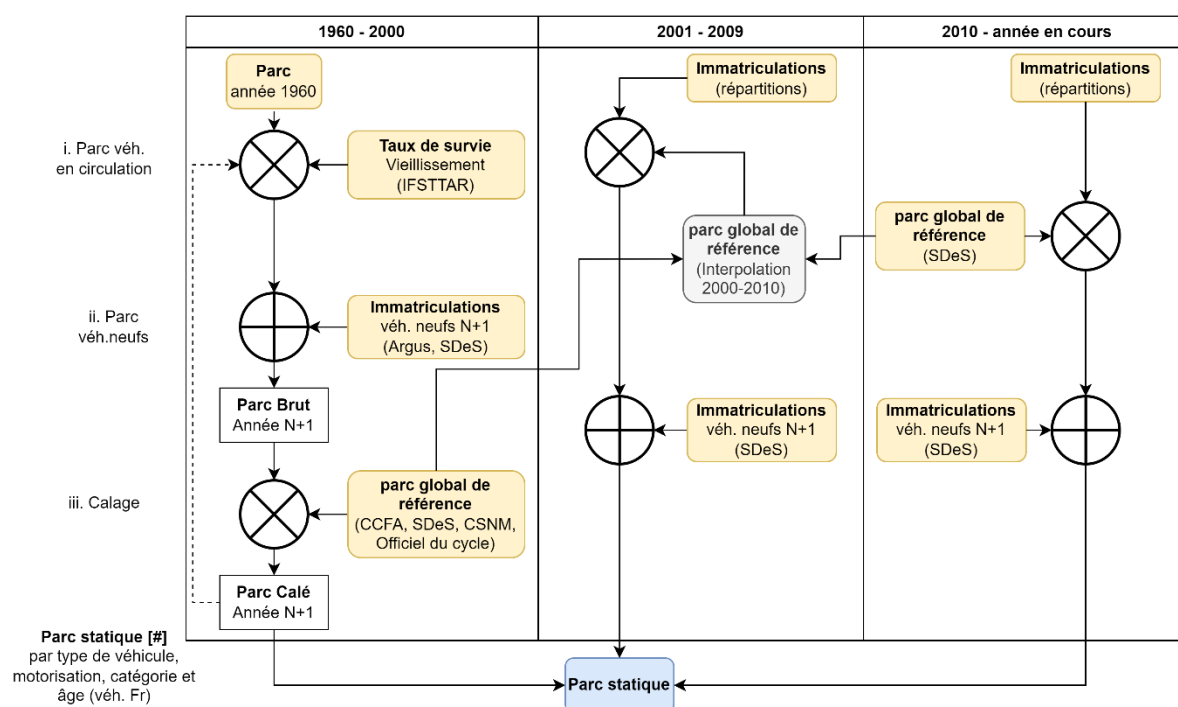 1960 - 2000
2001 - 2009
2010 - année en cours
Parc
année 1960
Immatriculations
(répartitions)
Immatriculations
(répartitions)
i. Parc véh.
en circulation
Taux de survie
Vieillissement
(IFSTTAR)
parc global de
référence
(Interpolation
2000-2010)
parc global de
référence
(SDeS)
ii. Parc
véh.neufs
Immatriculations
véh. neufs N+1
(Argus, SDeS)
Parc Brut
Année N+1
Immatriculations
véh. neufs N+1
(SDeS)
Immatriculations
véh. neufs N+1
(SDeS)
iii. Calage
parc global de
référence
(CCFA, SDeS, CSNM,
Officiel du cycle)
Parc Calé
Année N+1
Parc statique [#]
par type de véhicule,
motorisation, catégorie et
âge (véh. Fr)
Parc statique